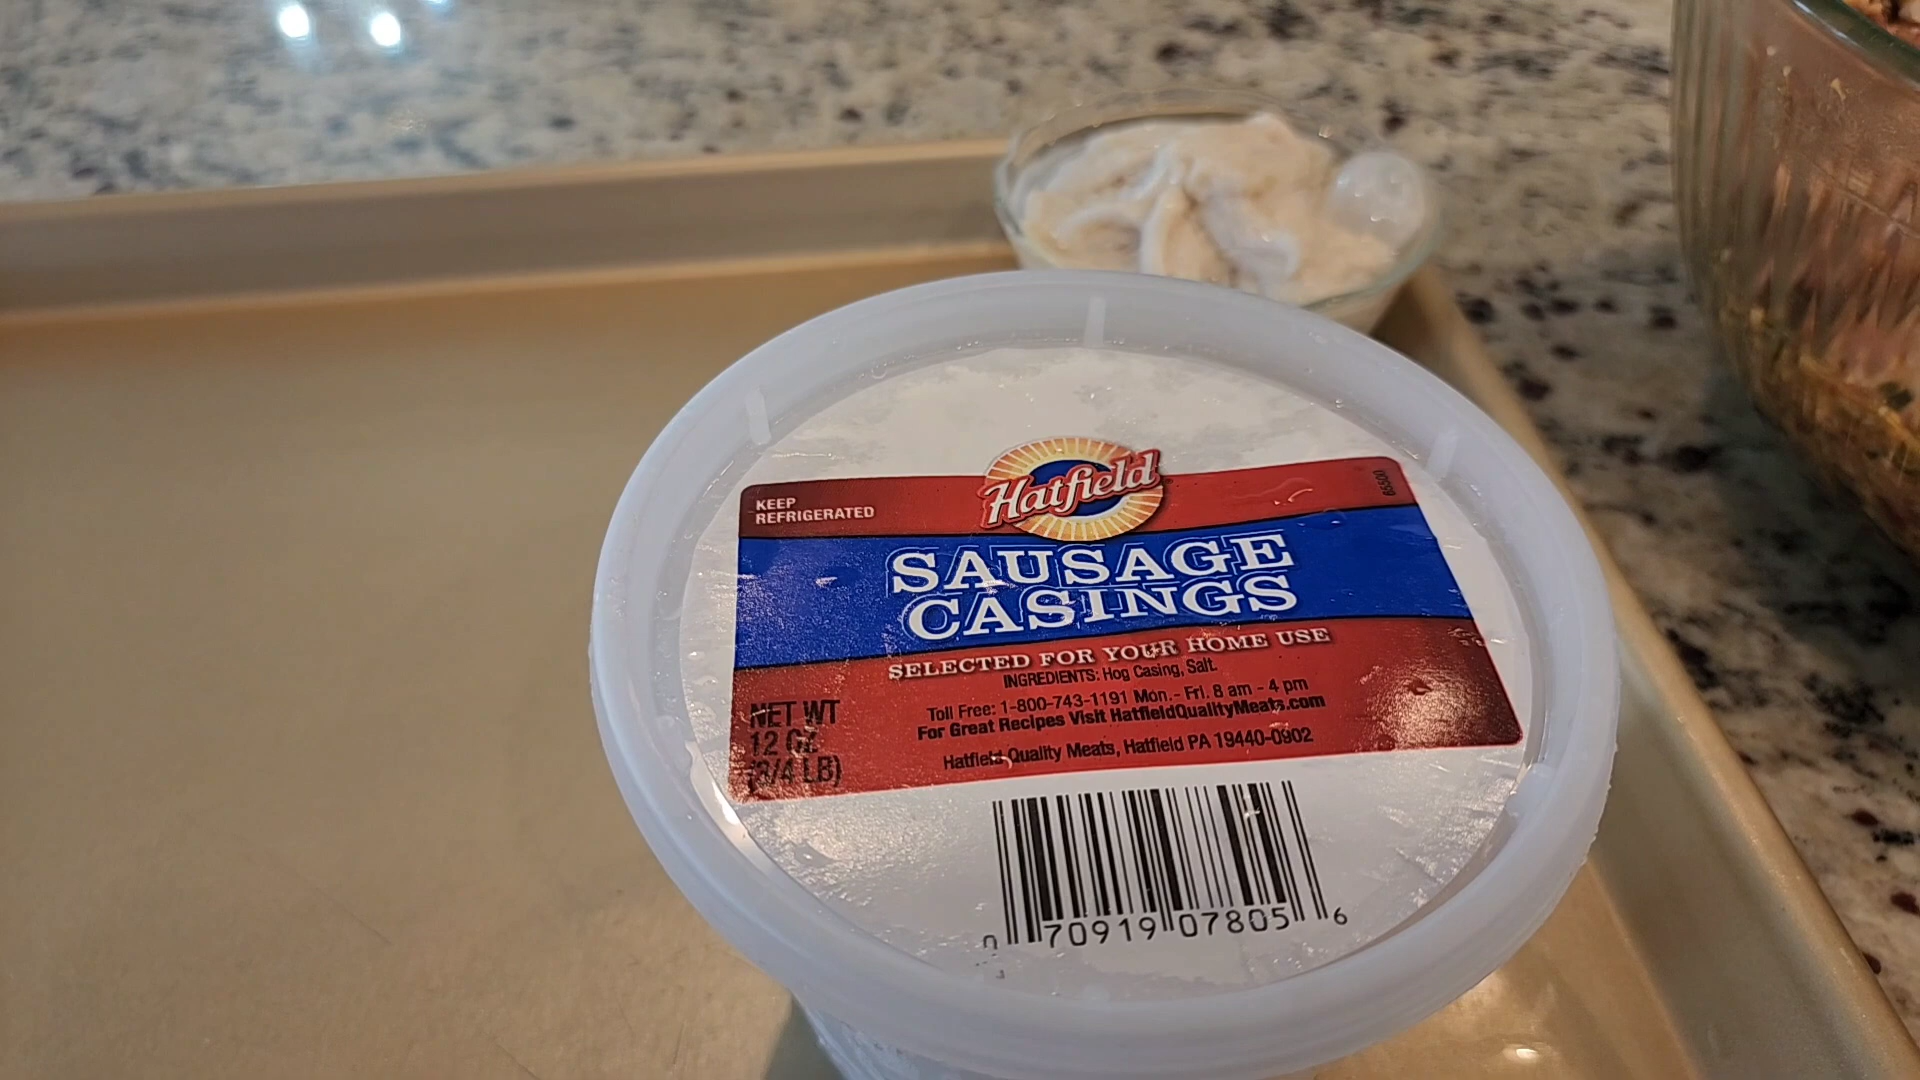 Hatfield
KEEP
REFRIGERATED
65500
SAUSAGE
CASINGS
SELECTED FOR YOUR HOME USE
INGREDIENTS: Hog Casing, Salt.
NET WT
12 OZ
(3/4 LB)
Toll Free: 1-800-743-1191 Mon.- Fri. 8 am - 4 pm
For Great Recipes Visit HatfieldQualityMeats.com
Hatfield Quality Meats, Hatfield PA 19440-0902
0 70919 07805 6